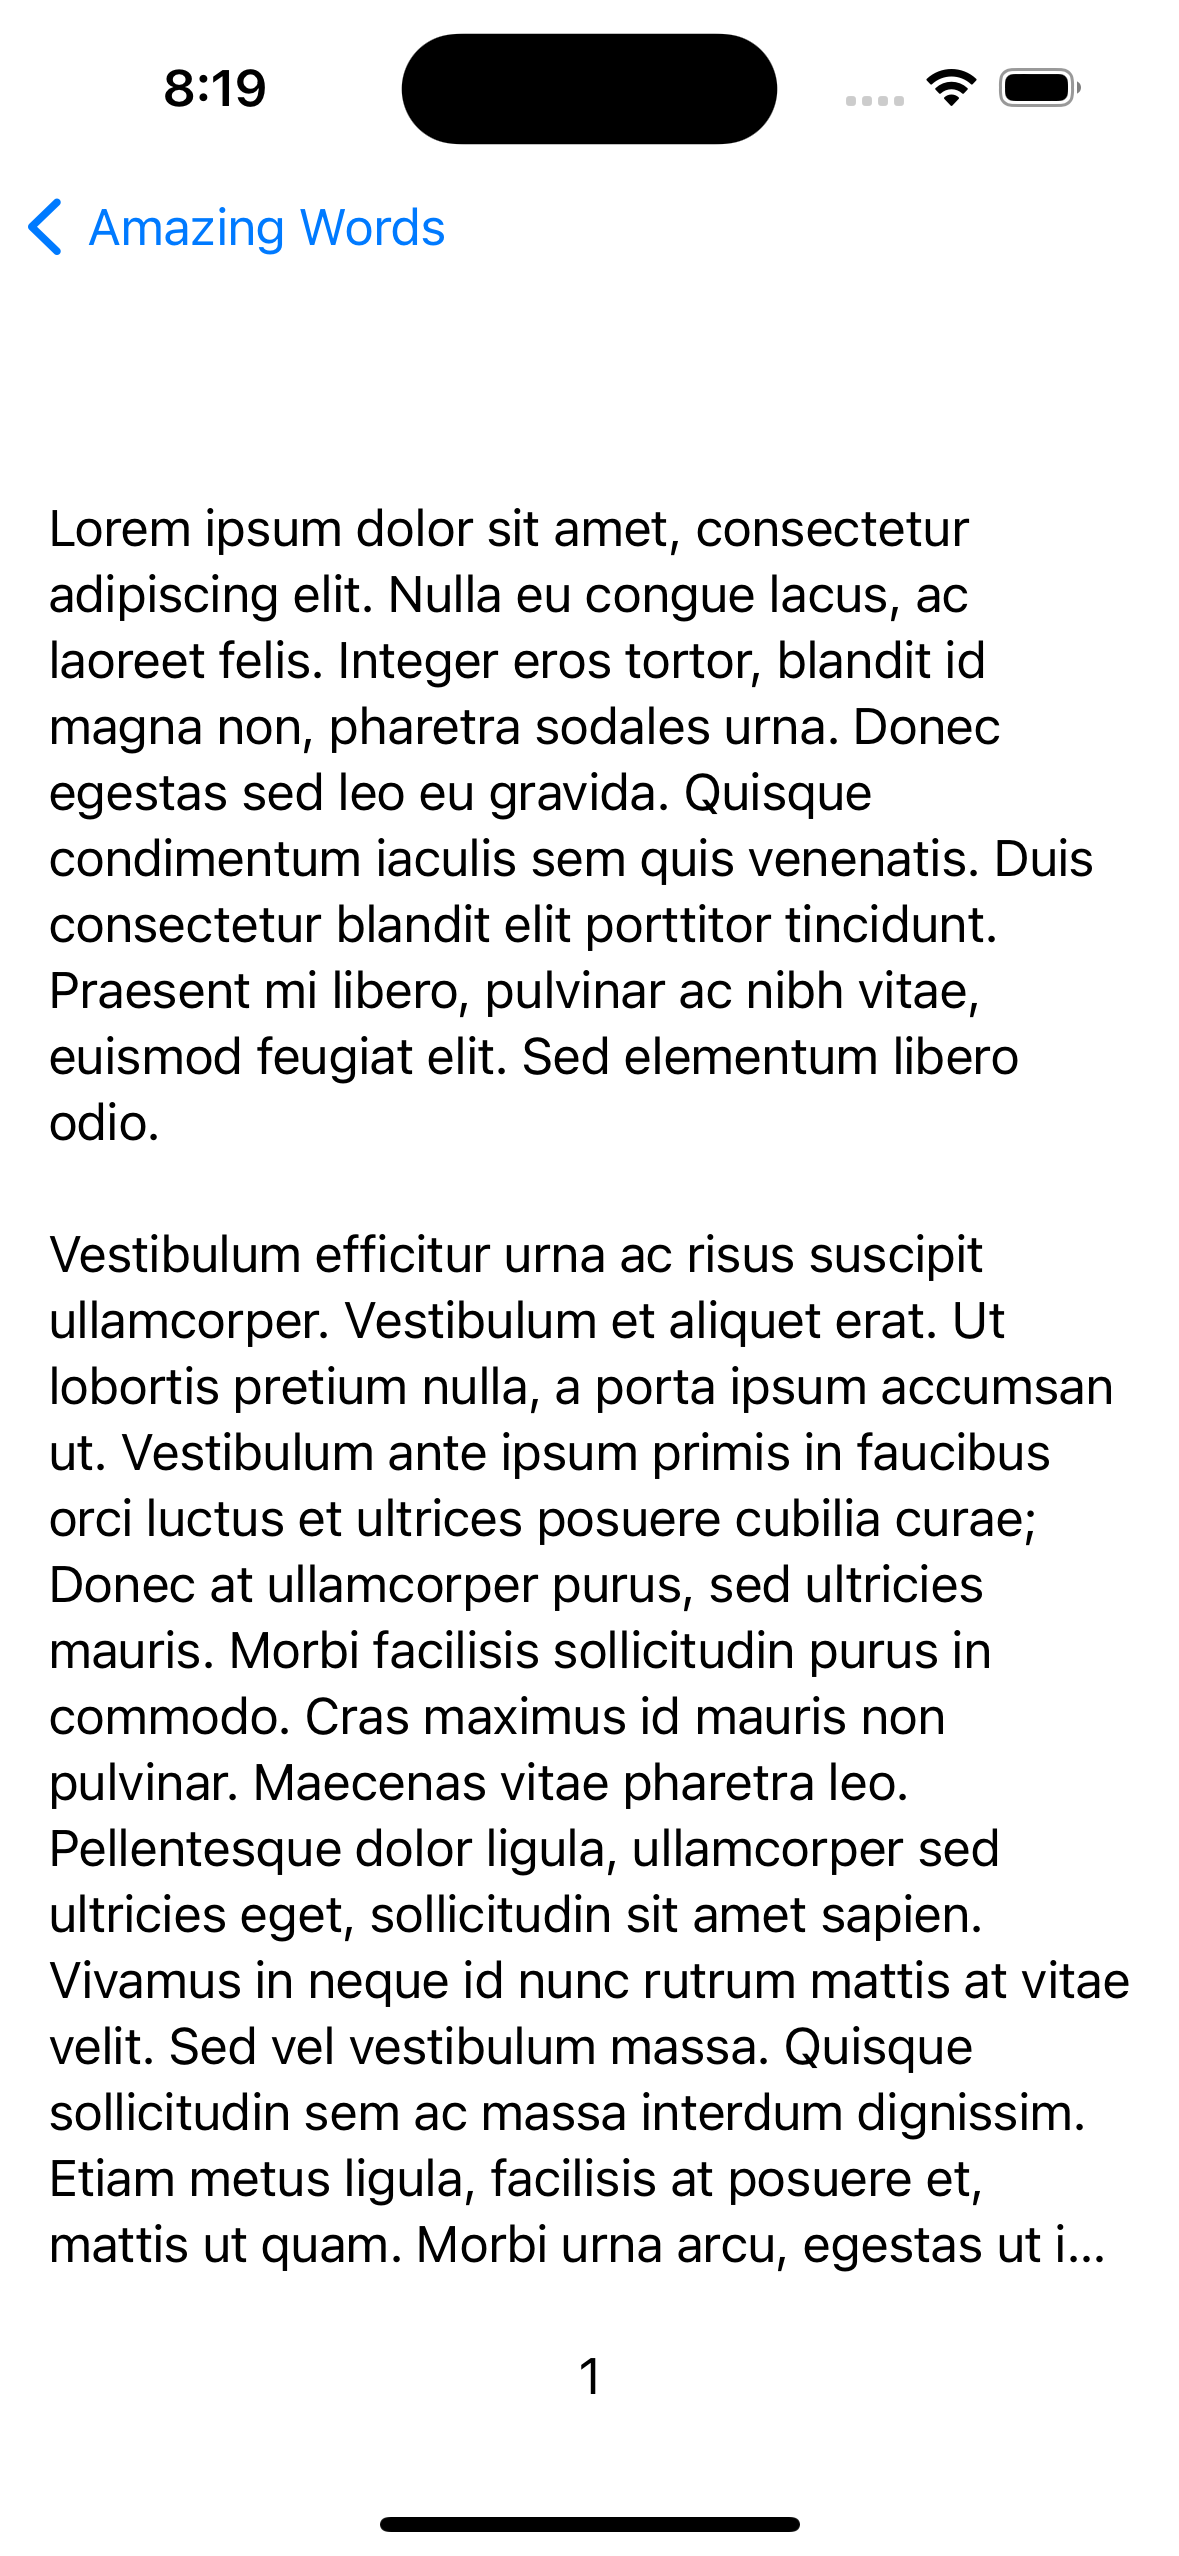 8:19
Amazing Words
Lorem ipsum dolor sit amet, consectetur
adipiscing elit. Nulla eu congue lacus, ac
laoreet felis. Integer eros tortor, blandit id
magna non, pharetra sodales urna. Donec
egestas sed leo eu gravida. Quisque
condimentum iaculis sem quis venenatis. Duis
consectetur blandit elit porttitor tincidunt.
Praesent mi libero, pulvinar ac nibh vitae,
euismod feugiat elit. Sed elementum libero
odio.
Vestibulum efficitur urna ac risus suscipit
ullamcorper. Vestibulum et aliquet erat. Ut
lobortis pretium nulla, a porta ipsum accumsan
ut. Vestibulum ante ipsum primis in faucibus
orci luctus et ultrices posuere cubilia curae;
Donec at ullamcorper purus, sed ultricies
mauris. Morbi facilisis sollicitudin purus in
commodo. Cras maximus id mauris non
pulvinar. Maecenas vitae pharetra leo.
Pellentesque dolor ligula, ullamcorper sed
ultricies eget, sollicitudin sit amet sapien.
Vivamus in neque id nunc rutrum mattis at vitae
velit. Sed vel vestibulum massa. Quisque
sollicitudin sem ac massa interdum dignissim.
Etiam metus ligula, facilisis at posuere et,
mattis ut quam. Morbi urna arcu, egestas ut i...
1